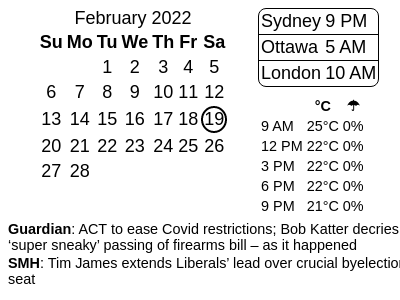 February 2022
Su Mo Tu We Th Fr Sa
1 2 3 4 5
6 7 8 9 10 11 12
13 14 15 16 17 18 19
20 21 22 23 24 25 26
27 28
Sydney 9 PM
Ottawa 5 AM
London 10 AM
°C ☂
9 AM 25°C 0%
12 PM 22°C 0%
3 PM 22°C 0%
6 PM 22°C 0%
9 PM 21°C 0%
Guardian: ACT to ease Covid restrictions; Bob Katter decries
‘super sneaky’ passing of firearms bill – as it happened
SMH: Tim James extends Liberals’ lead over crucial byelection
seat